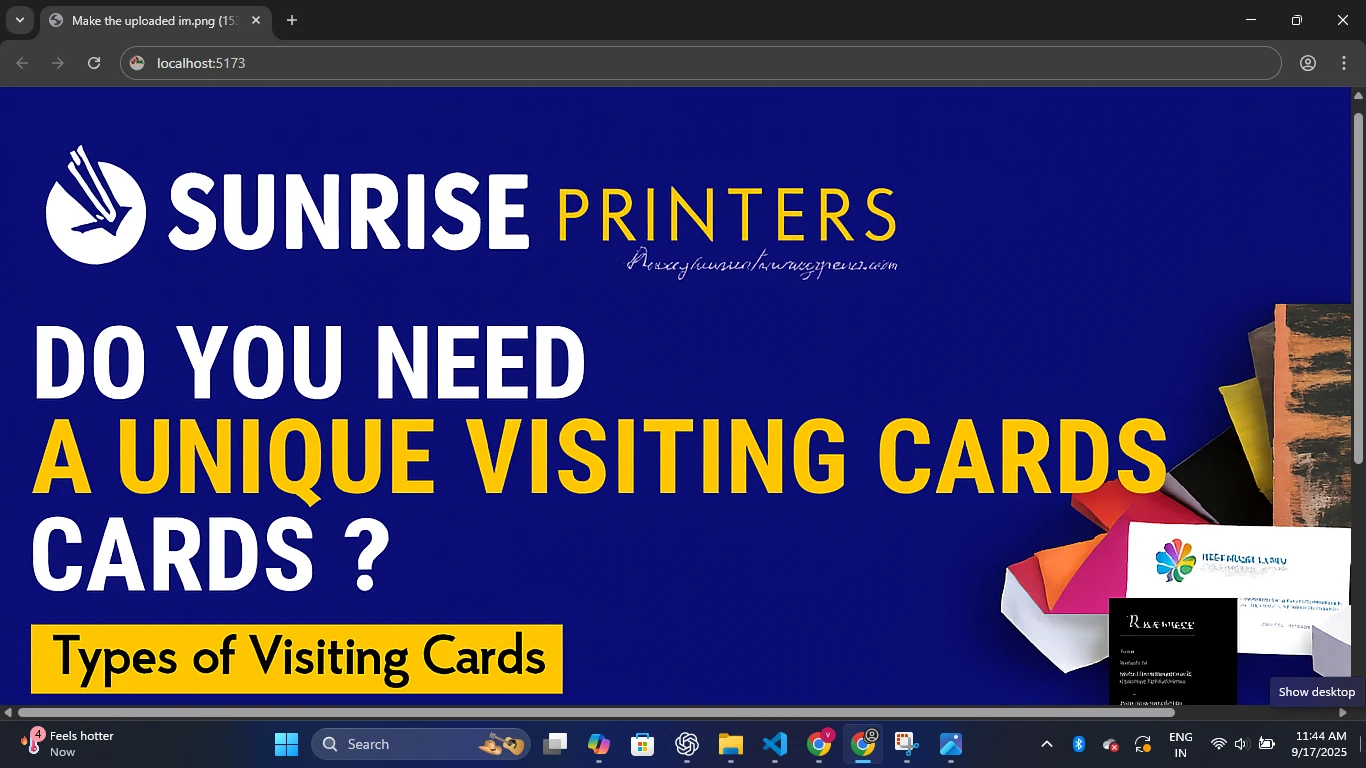 Make the uploaded im.png (15
localhost:5173
SUNRISE PRINTERS
DO YOU NEED
A UNIQUE VISITING CARDS
CARDS ?
Types of Visiting Cards
Show desktop
4
Feels hotter
Now
Search
ENG
IN
11:44 AM
9/17/2025